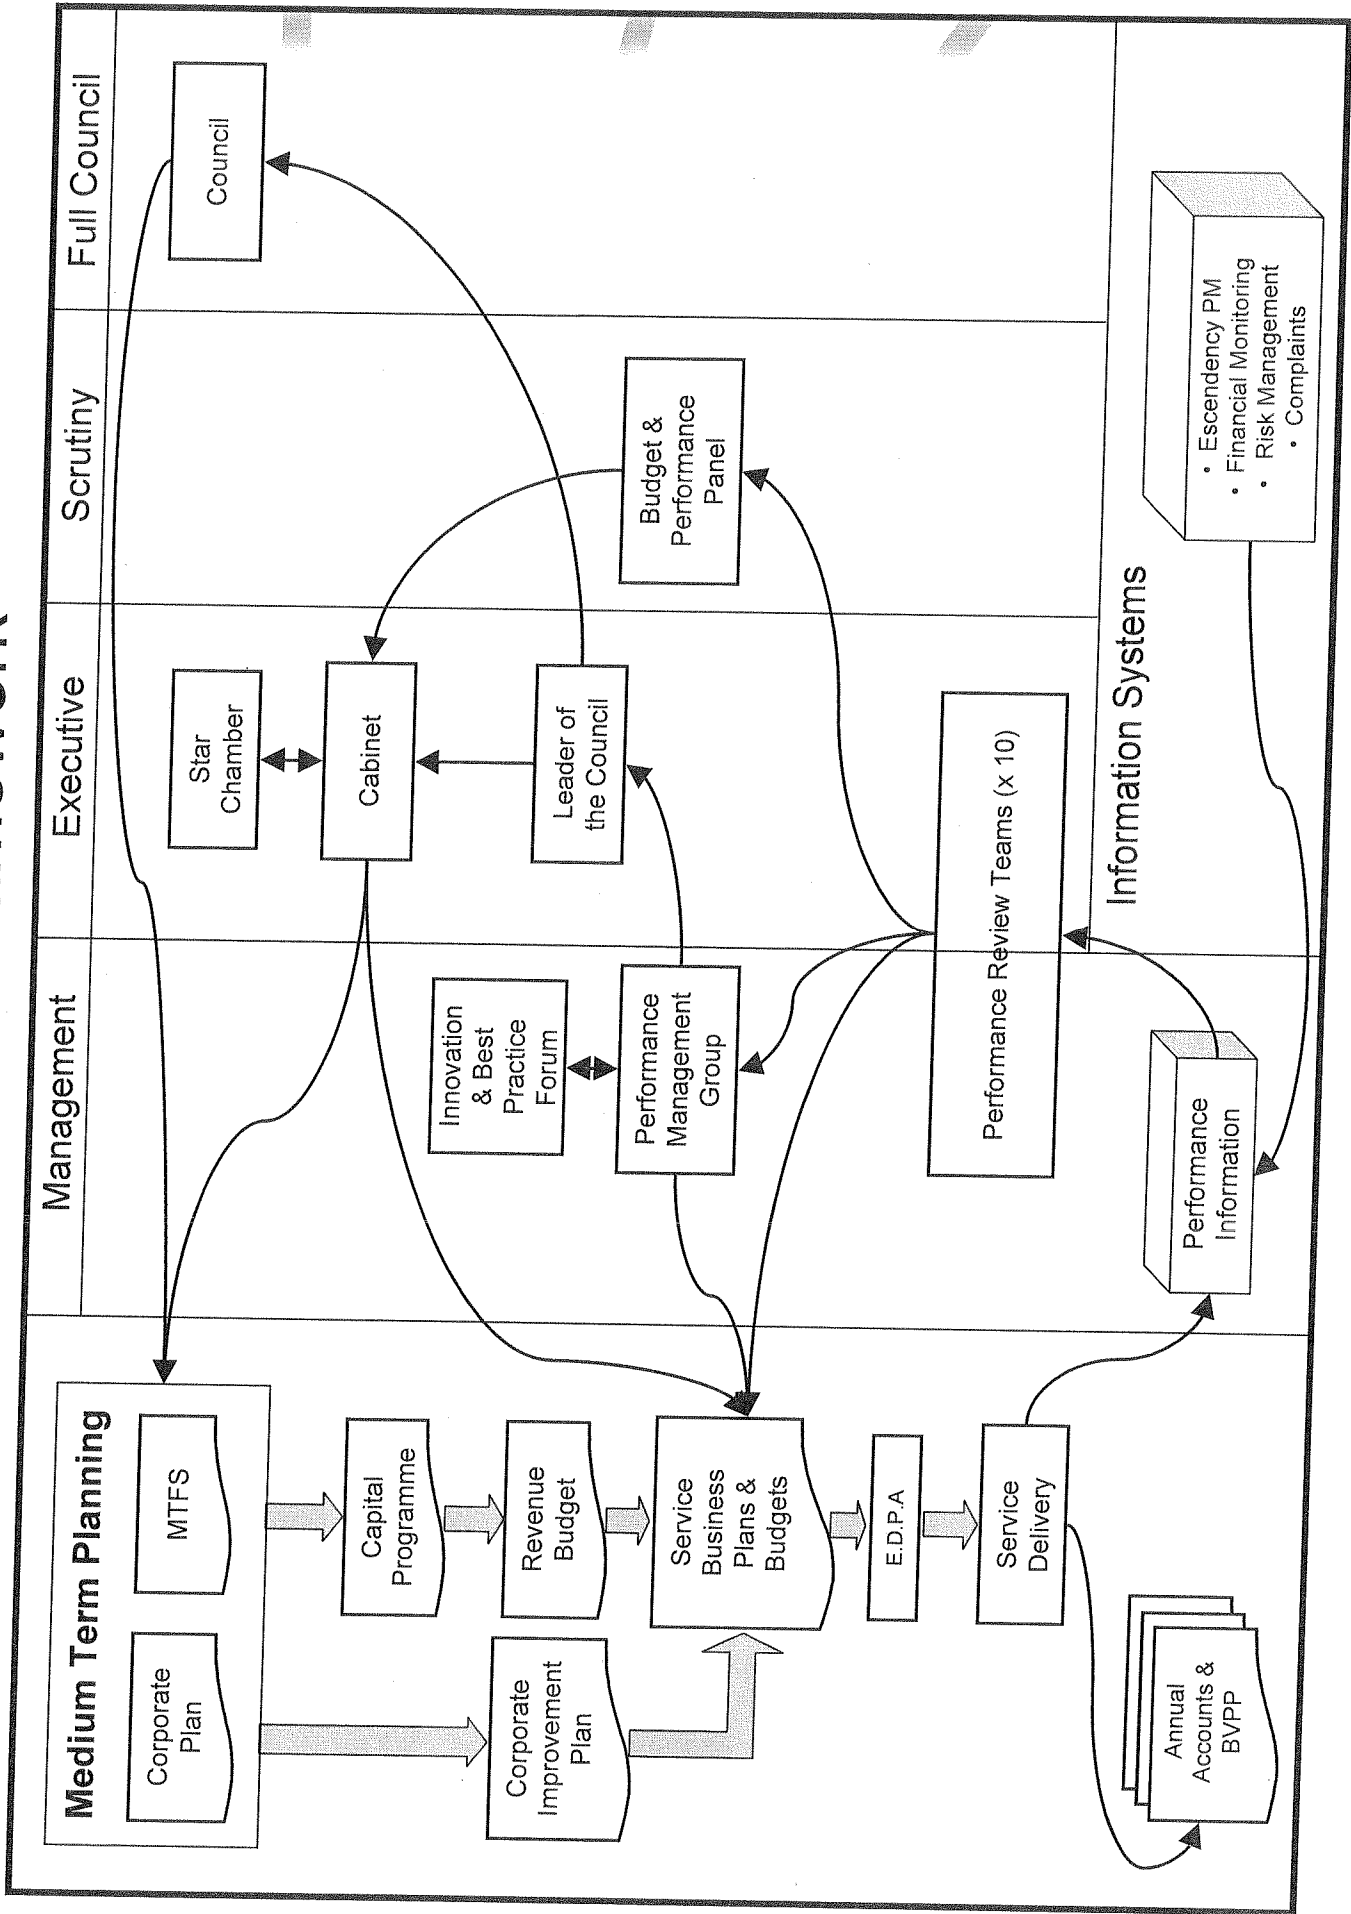 Medium Term Planning
Management
Executive
Scrutiny
Full Council
Corporate
Plan
MTFS
Capital
Programme
Revenue
Budget
Corporate
Improvement
Plan
Service
Business
Plans &
Budgets
E.D.P.A
Service
Delivery
Annual
Accounts &
BVPP
Innovation
& Best
Practice
Forum
Performance
Management
Group
Star
Chamber
Cabinet
Leader of
the Council
Budget &
Performance
Panel
Council
Performance Review Teams (x 10)
Information Systems
Performance
Information
• Escendency PM
• Financial Monitoring
• Risk Management
• Complaints